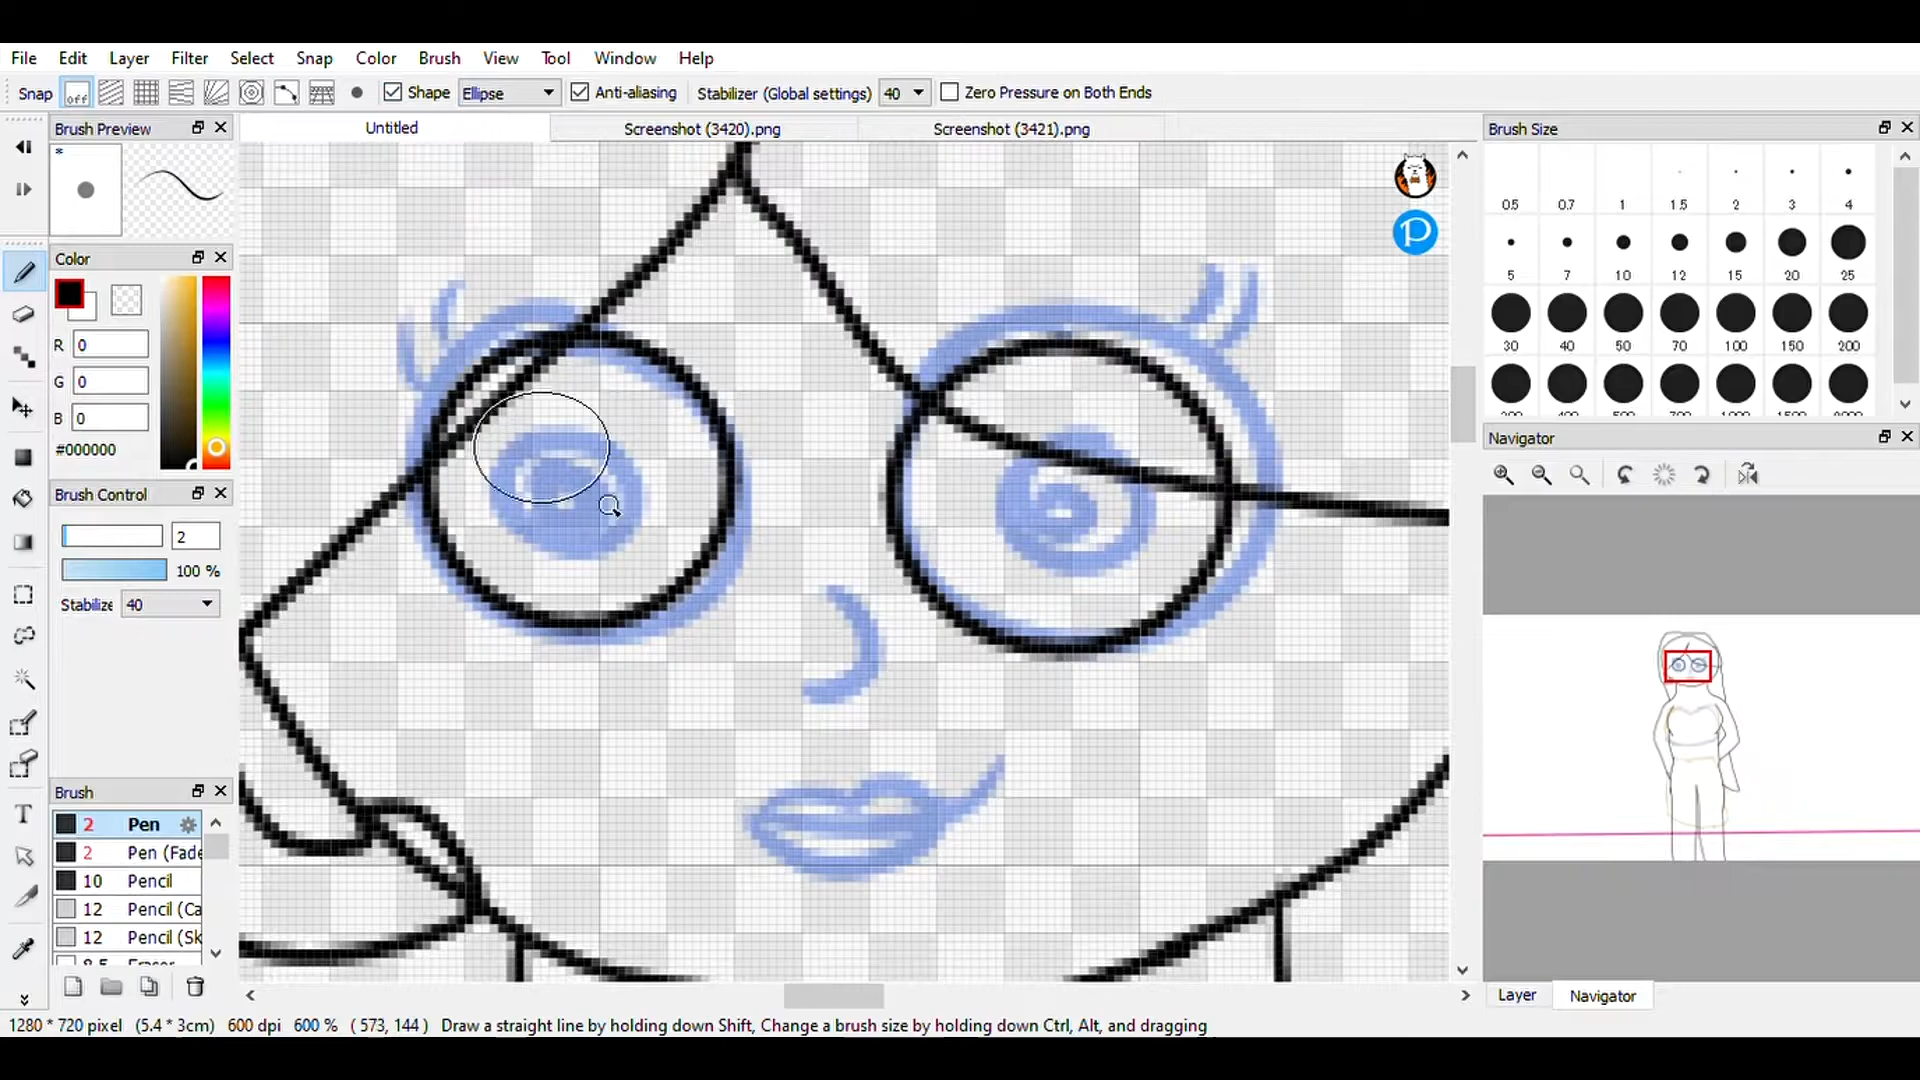 File Edit Layer Filter Select Snap Color Brush View Tool Window Help
Snap off Shape Ellipse Anti-aliasing Stabilizer (Global settings) 40 Zero Pressure on Both Ends
Brush Preview
Untitled
Screenshot (3420).png
Screenshot (3421).png
Brush Size
*
0.5 0.7 1 1.5 2 3 4
5 7 10 12 15 20 25
30 40 50 70 100 150 200
Color
R 0
G 0
B 0
#000000
Navigator
Brush Control
2
100 %
Stabilize 40
Brush
2 Pen
2 Pen (Fade
10 Pencil
12 Pencil (Ca
12 Pencil (Sk
T
P
Layer Navigator
1280 * 720 pixel (5.4 * 3cm) 600 dpi 600 % ( 573, 144 ) Draw a straight line by holding down Shift, Change a brush size by holding down Ctrl, Alt, and dragging